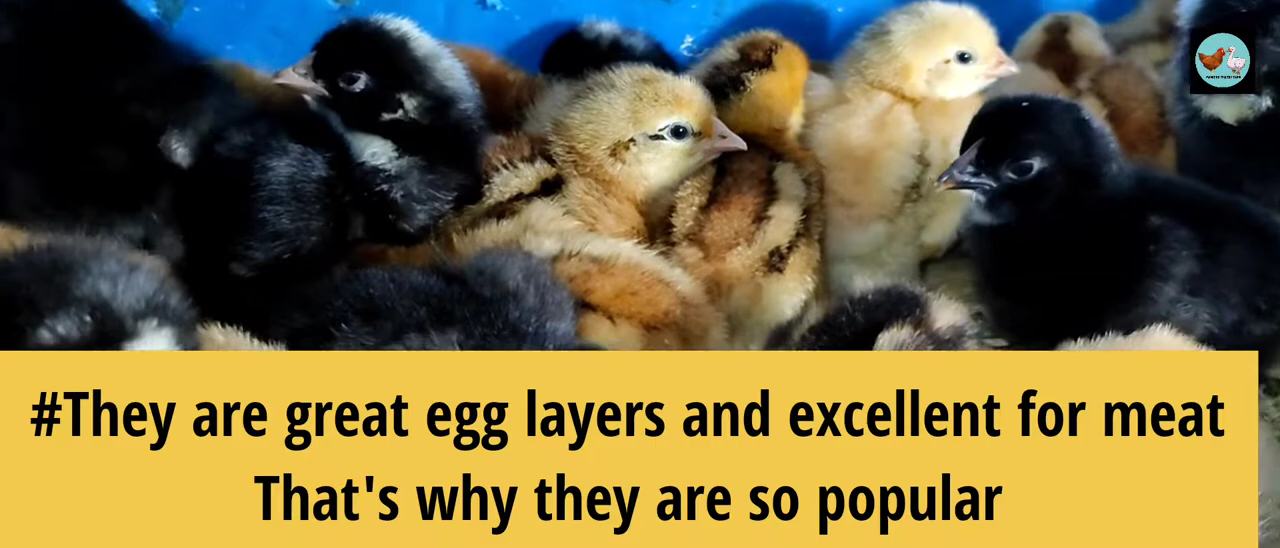 #They are great egg layers and excellent for meat
That's why they are so popular